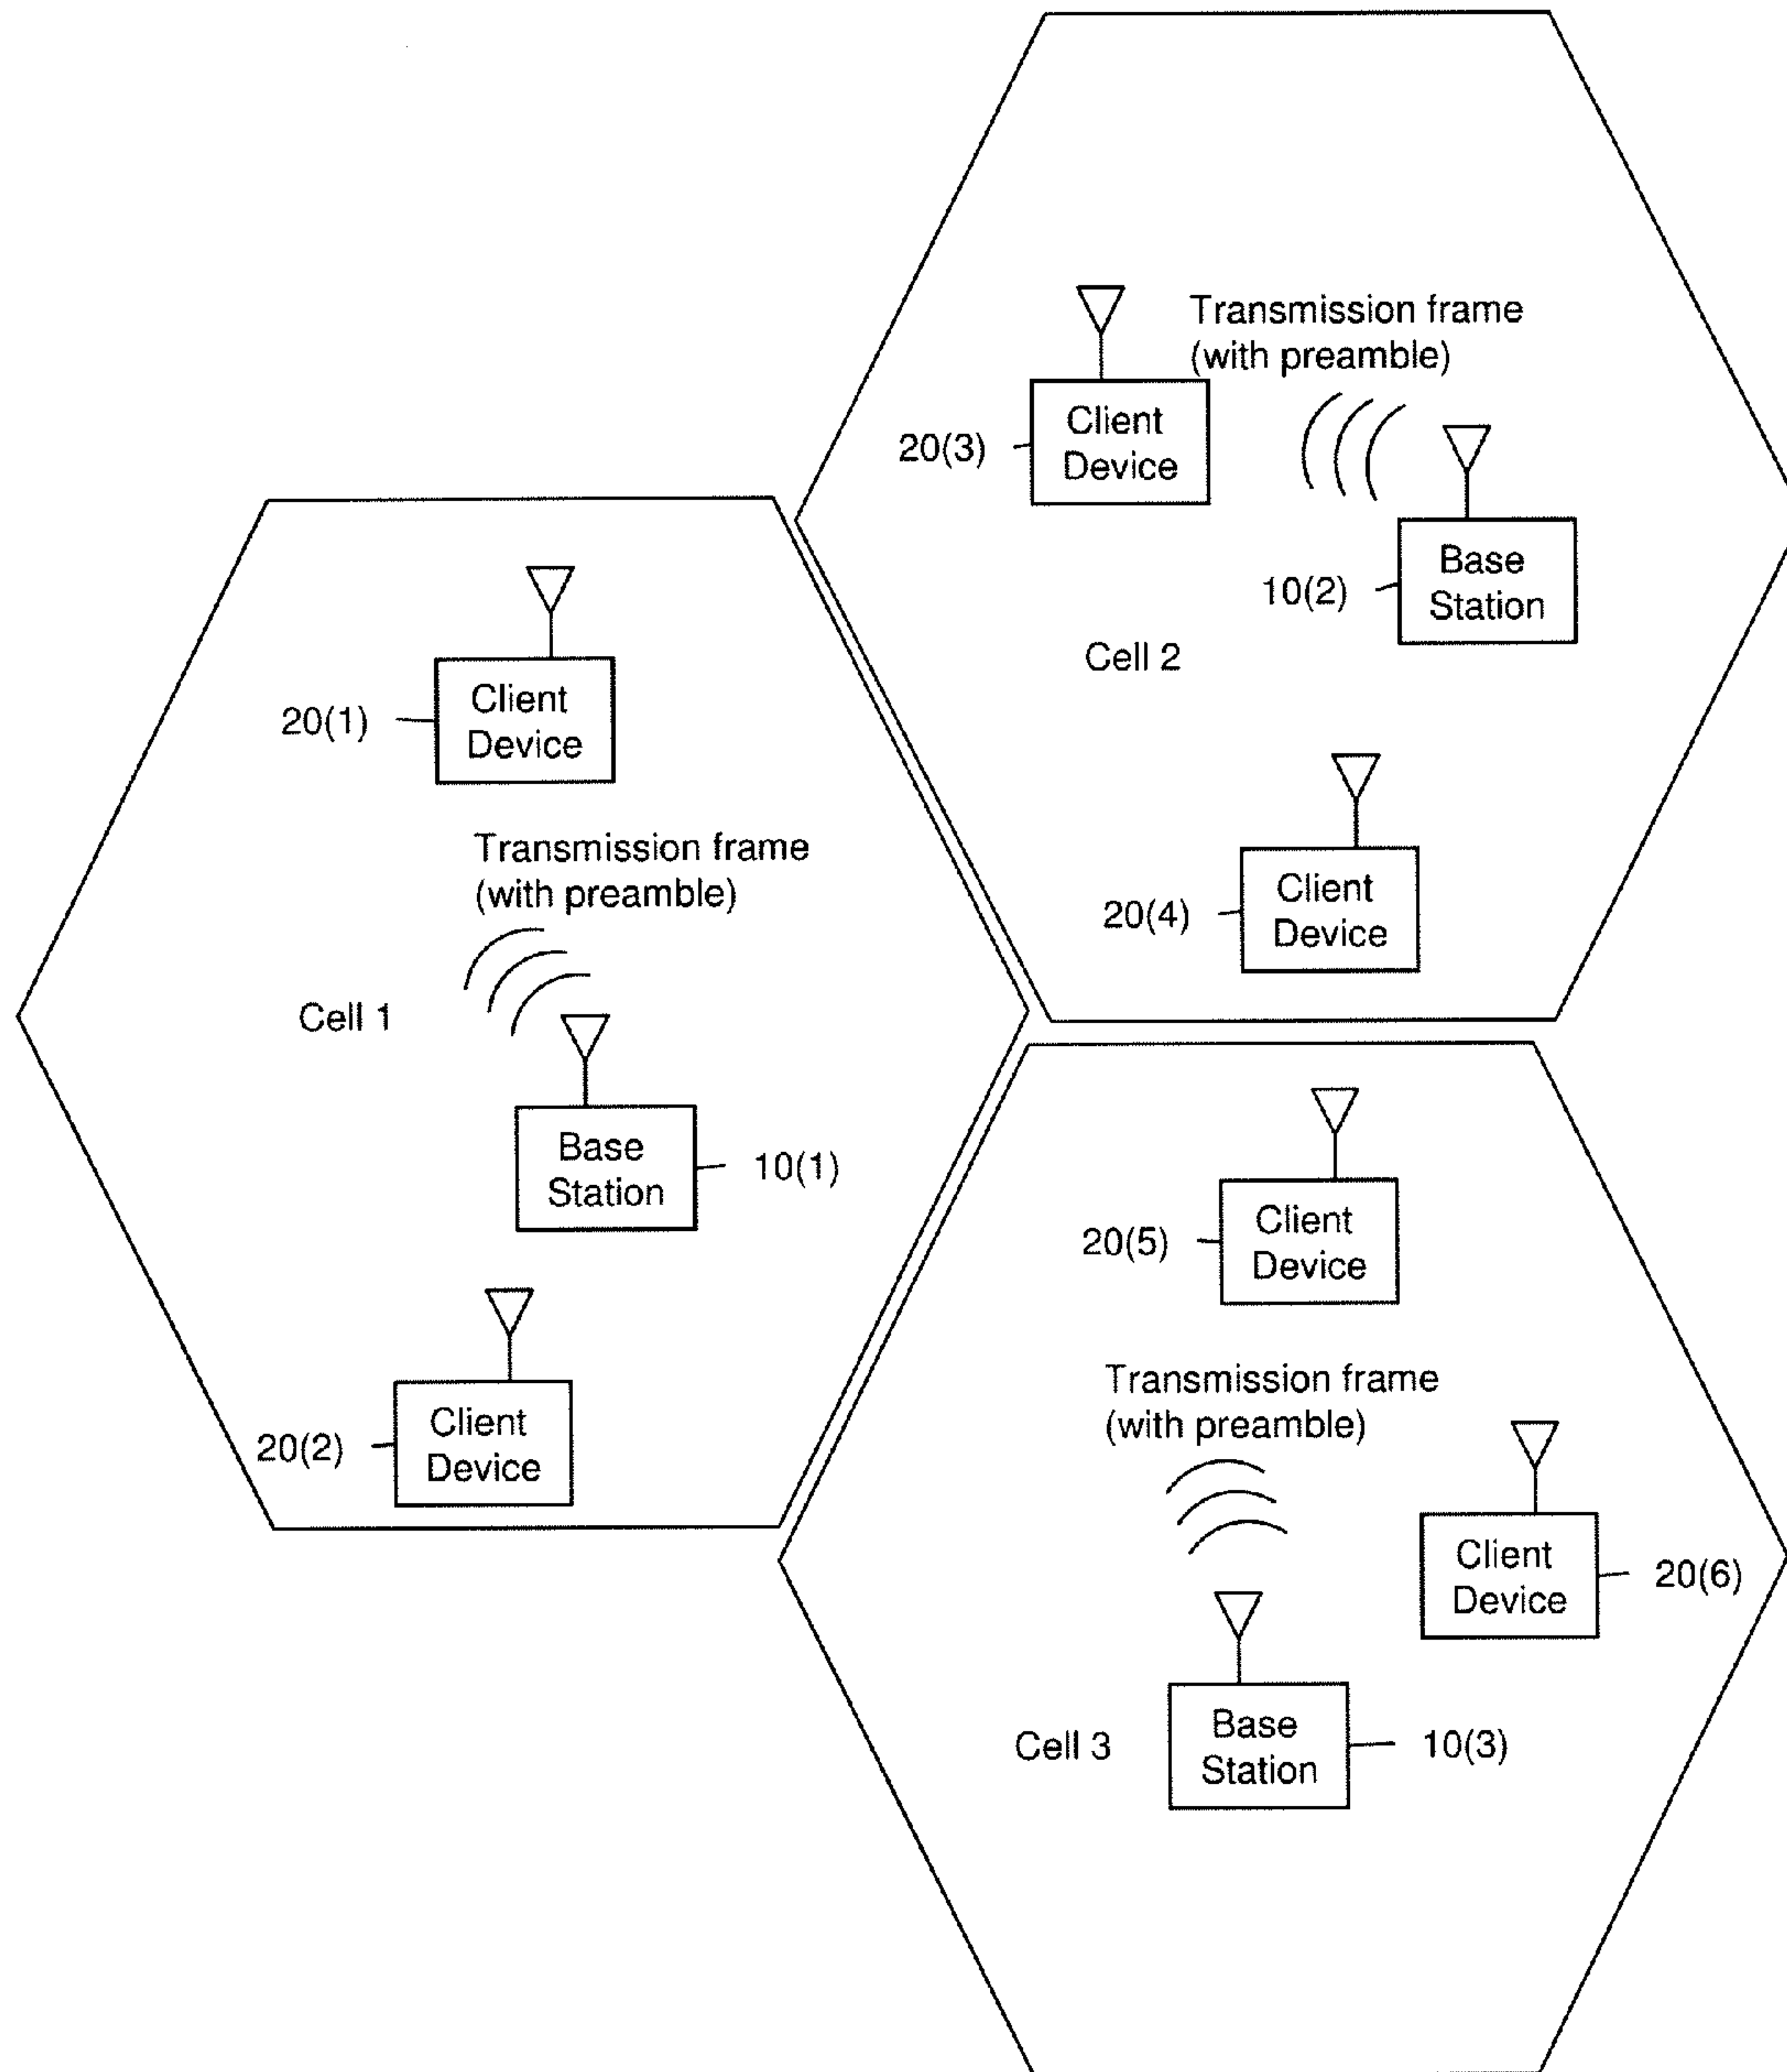 Transmission frame
(with preamble)
Client
Device
20(3)
Base
Station
10(2)
Cell 2
Client
Device
20(4)
Client
Device
20(1)
Transmission frame
(with preamble)
Cell 1
Base
Station
10(1)
Client
Device
20(2)
Client
Device
20(5)
Transmission frame
(with preamble)
Client
Device
20(6)
Cell 3
Base
Station
10(3)